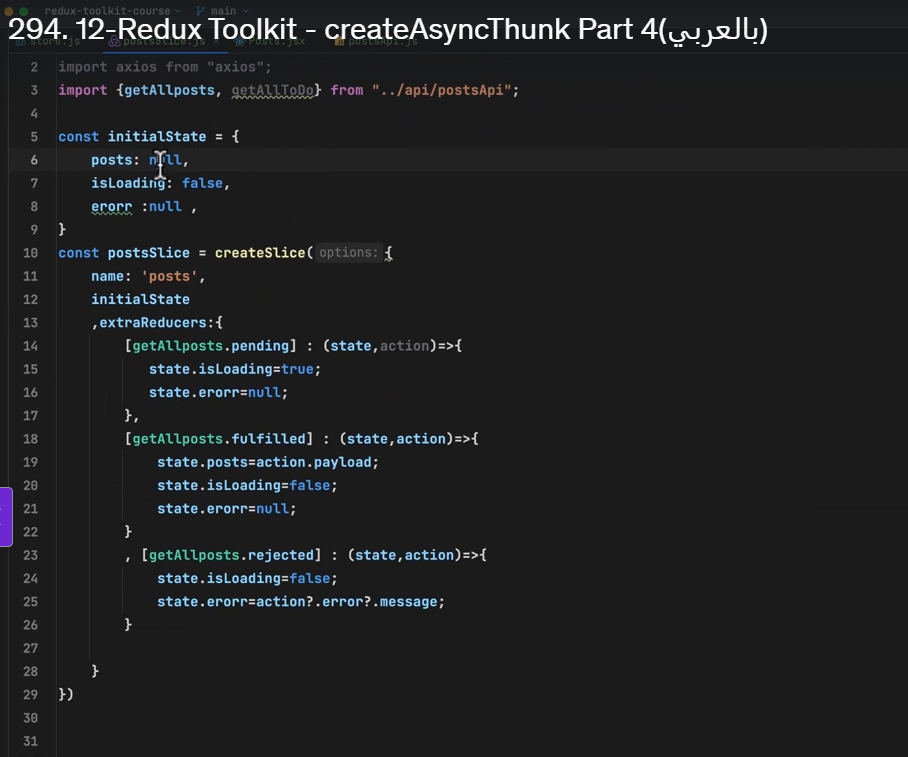 redux-toolkit-course main
294. 12-Redux Toolkit - createAsyncThunk Part 4(بالعربي)
store.js postsSlice.js Posts.jsx postsApi.js
2 import axios from "axios";
3 import {getAllposts, getAllToDo} from "../api/postsApi";
4
5 const initialState = {
6 posts: null,
7 isLoading: false,
8 erorr :null ,
9 }
10 const postsSlice = createSlice( options: {
11 name: 'posts',
12 initialState
13 ,extraReducers:{
14 [getAllposts.pending] : (state,action)=>{
15 state.isLoading=true;
16 state.erorr=null;
17 },
18 [getAllposts.fulfilled] : (state,action)=>{
19 state.posts=action.payload;
20 state.isLoading=false;
21 state.erorr=null;
22 }
23 , [getAllposts.rejected] : (state,action)=>{
24 state.isLoading=false;
25 state.erorr=action?.error?.message;
26 }
27
28 }
29 })
30
31